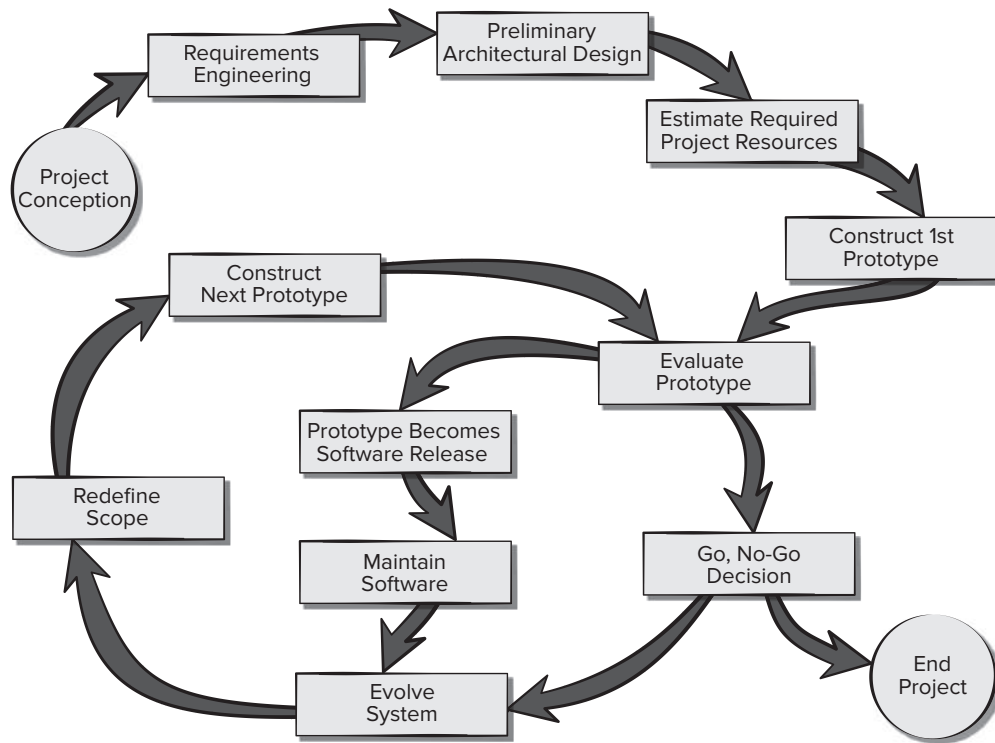 Preliminary
Architectural Design
Requirements
Engineering
Estimate Required
Project Resources
Project
Conception
Construct 1st
Prototype
Construct
Next Prototype
Evaluate
Prototype
Prototype Becomes
Software Release
Redefine
Scope
Maintain
Software
Go, No-Go
Decision
End
Project
Evolve
System